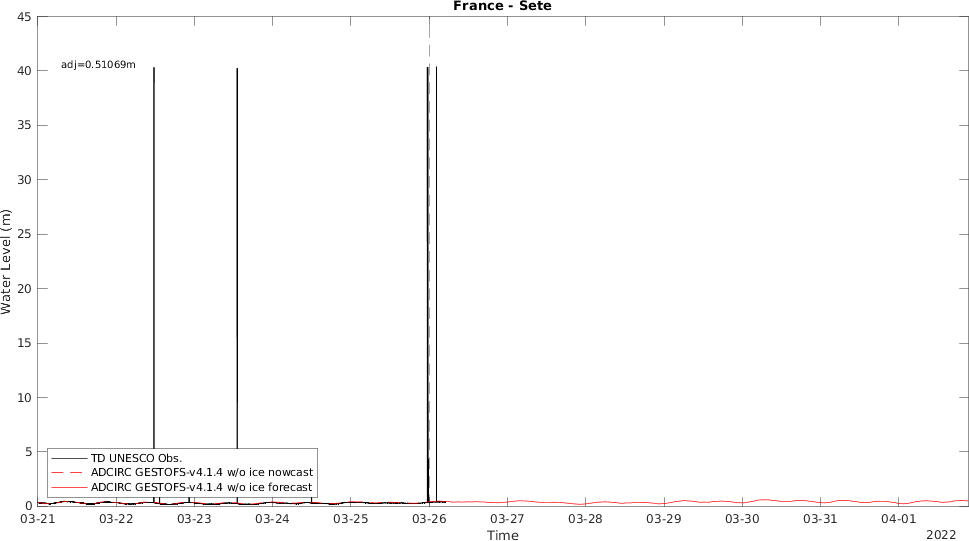 France - Sete
45
40
35
30
25
20
15
10
5
0
Water Level (m)
adj=0.51069m
TD UNESCO Obs.
ADCIRC GESTOFS-v4.1.4 w/o ice nowcast
ADCIRC GESTOFS-v4.1.4 w/o ice forecast
03-21 03-22 03-23 03-24 03-25 03-26 03-27 03-28 03-29 03-30 03-31 04-01
Time
2022